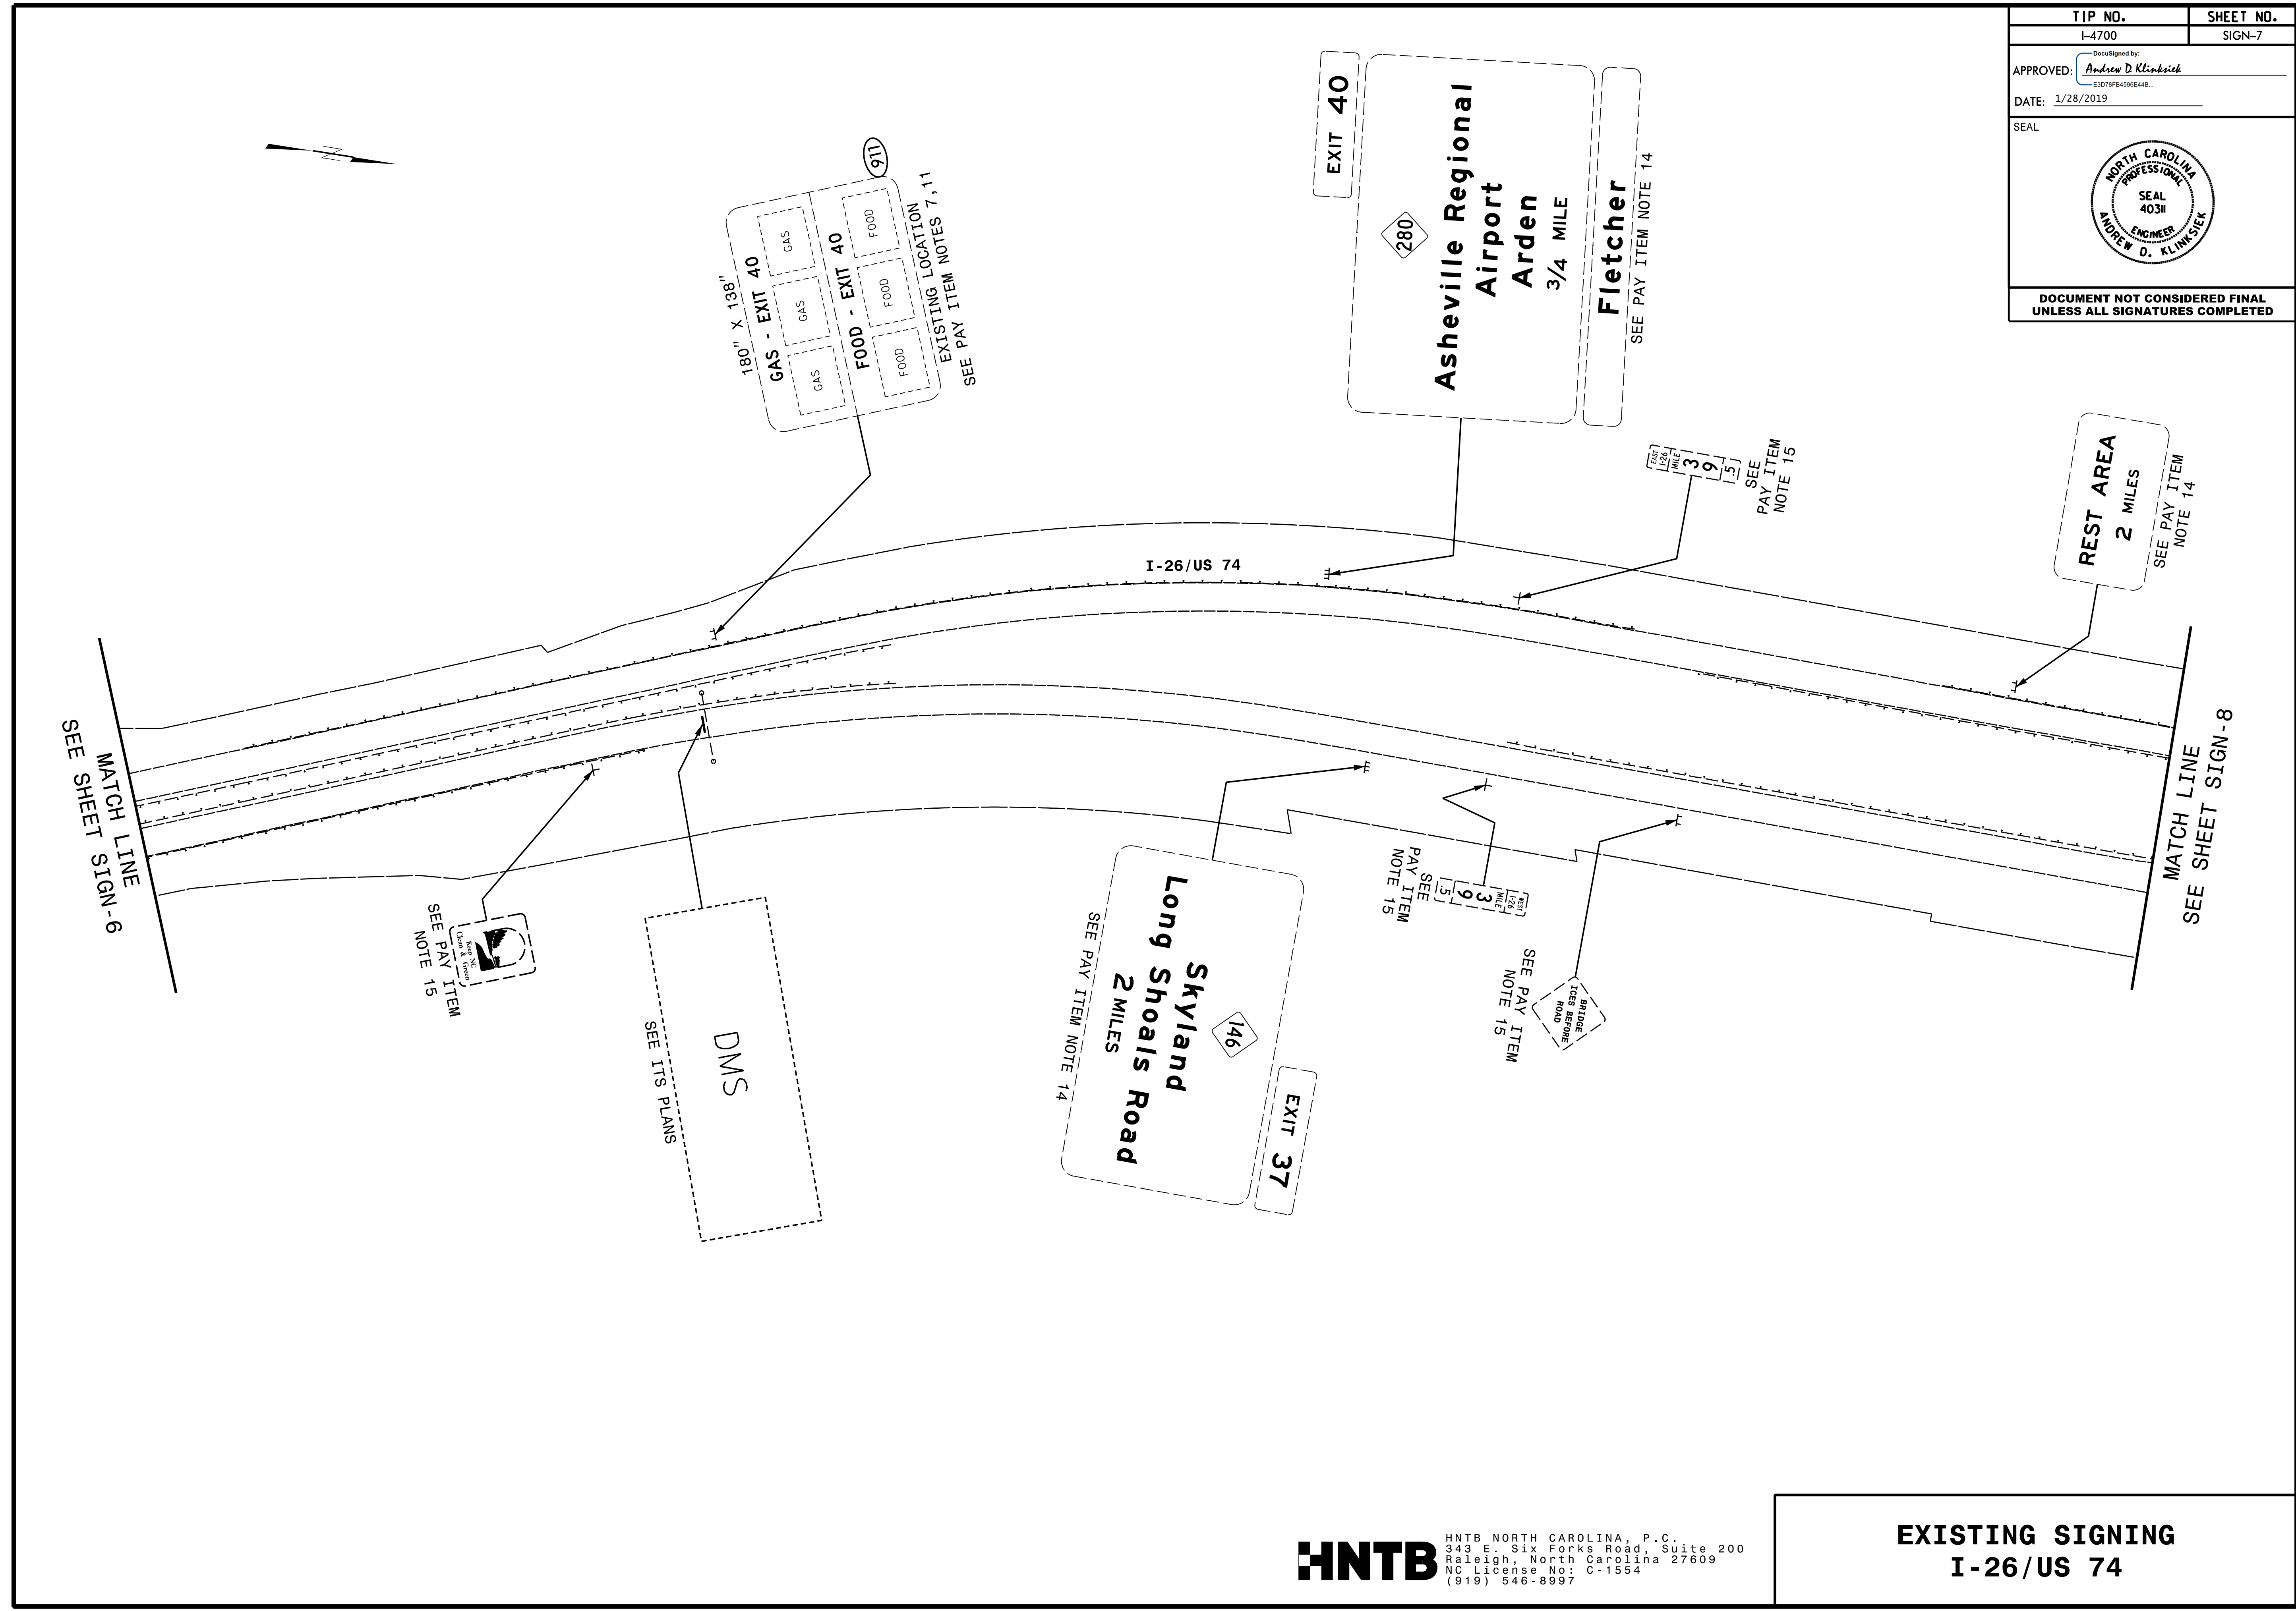 TIP NO.
SHEET NO.
I-4700
SIGN-7
DocuSigned by:
APPROVED: Andrew D. Klinksiek
E3D78FB4596E44B...
DATE: 1/28/2019
SEAL
NORTH CAROLINA
PROFESSIONAL
SEAL
40311
ENGINEER
ANDREW D. KLINKSIEK
DOCUMENT NOT CONSIDERED FINAL
UNLESS ALL SIGNATURES COMPLETED
N
911
180" X 138"
GAS - EXIT 40
GAS
GAS
GAS
FOOD - EXIT 40
FOOD
FOOD
FOOD
EXISTING LOCATION
SEE PAY ITEM NOTES 7,11
EXIT 40
280
Asheville Regional
Airport
Arden
3/4 MILE
Fletcher
SEE PAY ITEM NOTE 14
EAST
I-26
MILE
3
9
.5
SEE
PAY ITEM
NOTE 15
REST AREA
2 MILES
SEE PAY ITEM
NOTE 14
I-26/US 74
MATCH LINE
SEE SHEET SIGN-6
MATCH LINE
SEE SHEET SIGN-8
Keep NC
Clean & Green
SEE PAY ITEM
NOTE 15
DMS
SEE ITS PLANS
EXIT 37
146
Skyland
Long Shoals Road
2 MILES
SEE PAY ITEM NOTE 14
WEST
I-26
MILE
3
9
.5
SEE
PAY ITEM
NOTE 15
BRIDGE
ICES BEFORE
ROAD
SEE PAY ITEM
NOTE 15
HNTB
HNTB NORTH CAROLINA, P.C.
343 E. Six Forks Road, Suite 200
Raleigh, North Carolina 27609
NC License No: C-1554
(919) 546-8997
EXISTING SIGNING
I-26/US 74